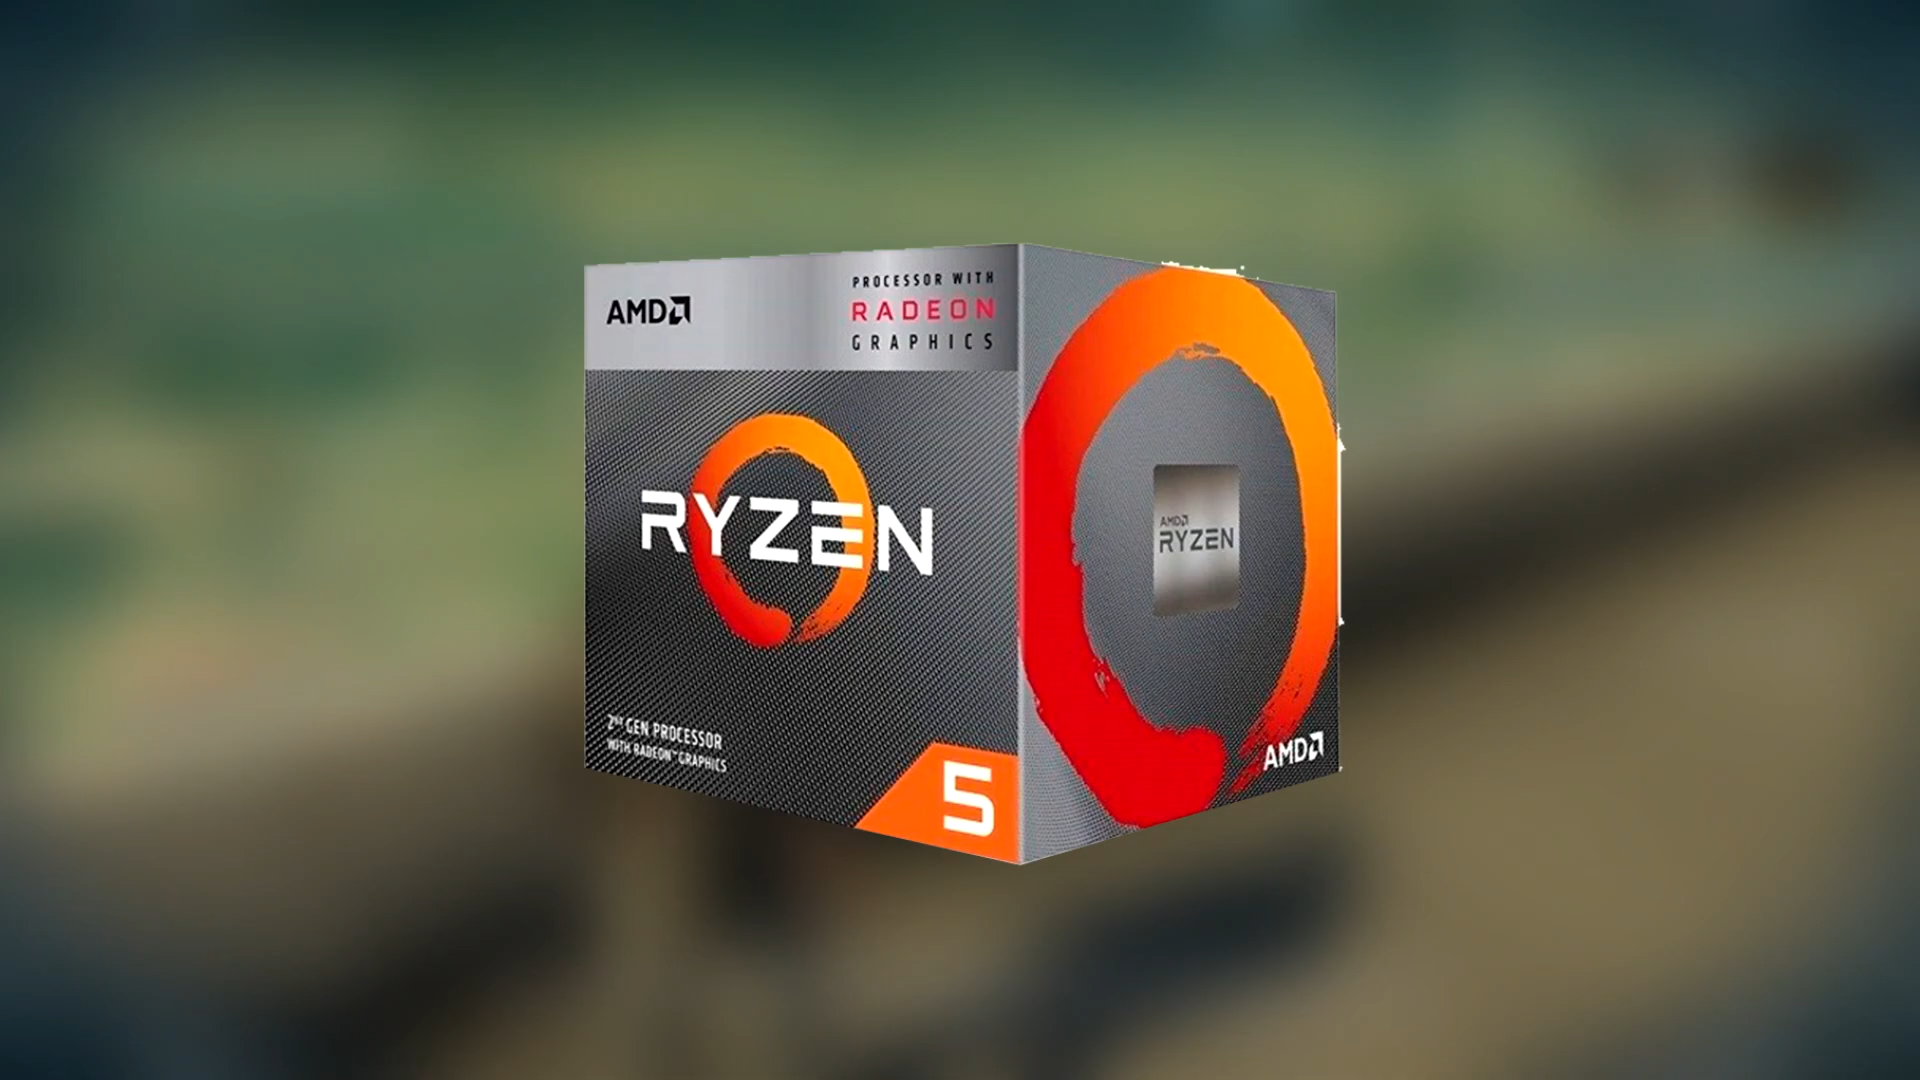 AMD
PROCESSOR WITH
RADEON
GRAPHICS
RYZEN
2ND GEN PROCESSOR
WITH RADEON™ GRAPHICS
5
AMD
RYZEN
AMD